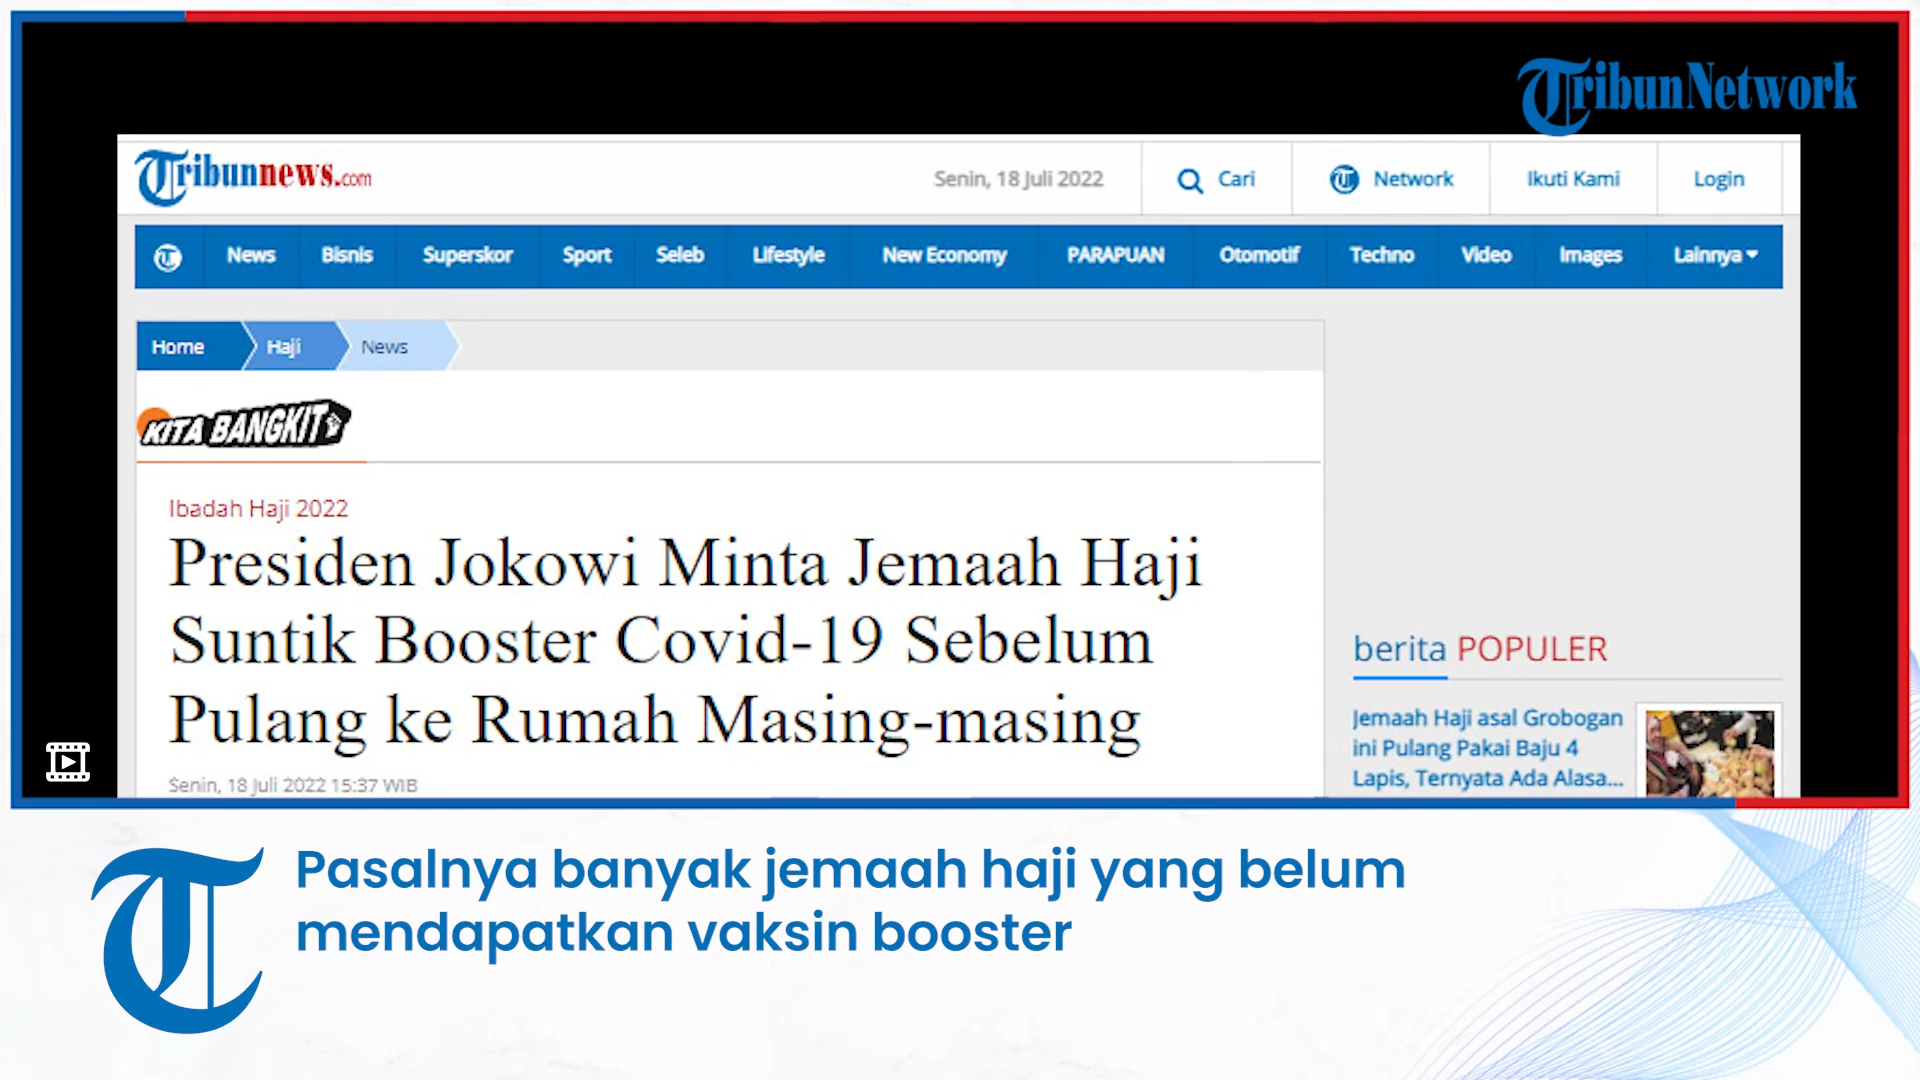 TribunNetwork
Tribunnews.com
Senin, 18 Juli 2022
Cari
Network
Ikuti Kami
Login
News
Bisnis
Superskor
Sport
Seleb
Lifestyle
New Economy
PARAPUAN
Otomotif
Techno
Video
Images
Lainnya
Home
Haji
News
KITA BANGKIT
Ibadah Haji 2022
Presiden Jokowi Minta Jemaah Haji
Suntik Booster Covid-19 Sebelum
Pulang ke Rumah Masing-masing
Senin, 18 Juli 2022 15:37 WIB
berita POPULER
Jemaah Haji asal Grobogan
ini Pulang Pakai Baju 4
Lapis, Ternyata Ada Alasa...
T
Pasalnya banyak jemaah haji yang belum
mendapatkan vaksin booster